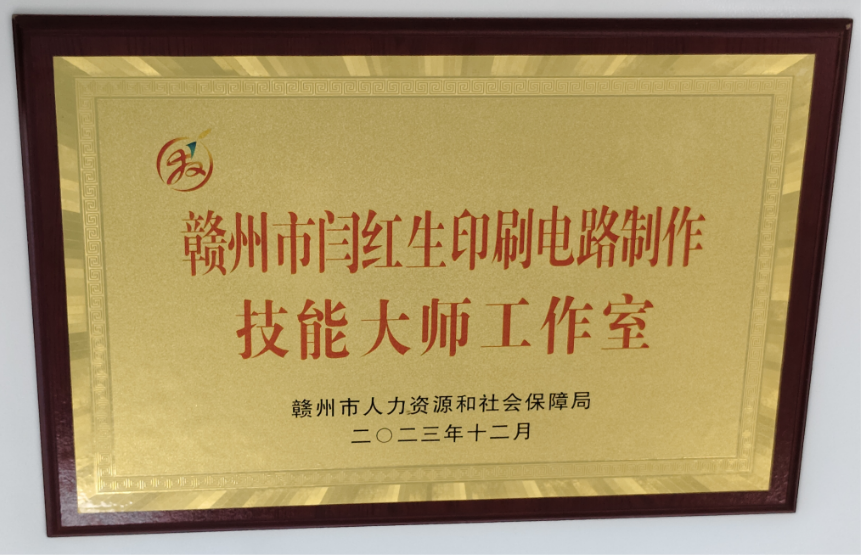 赣州市闫红生印刷电路制作
技能大师工作室
赣州市人力资源和社会保障局
二〇二三年十二月